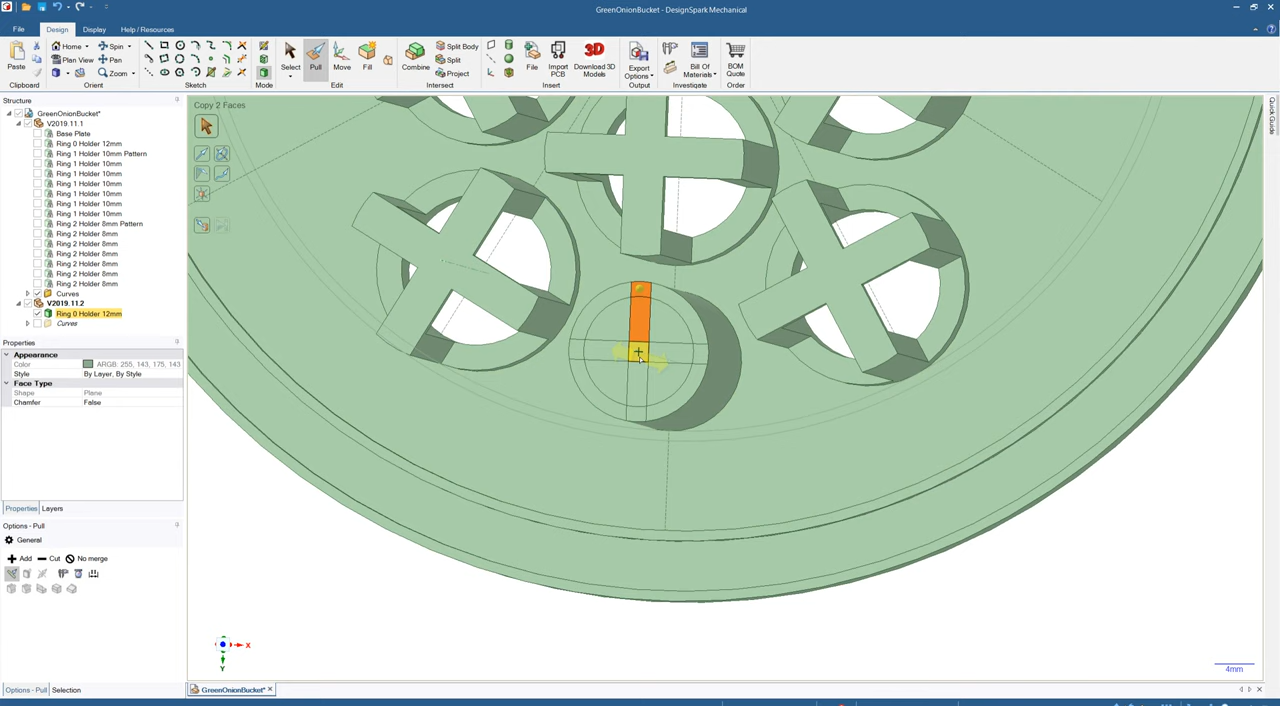 GreenOnionBucket - DesignSpark Mechanical
File Design Display Help / Resources
Paste Home Spin Plan View Pan Zoom Select Pull Move Fill Combine Split Body Split Project File Import PCB Download 3D Models Export Options Bill Of Materials BOM Quote
Clipboard Orient Sketch Mode Edit Intersect Insert Output Investigate Order
Structure
GreenOnionBucket*
V2019.11.1
Base Plate
Ring 0 Holder 12mm
Ring 1 Holder 10mm Pattern
Ring 1 Holder 10mm
Ring 1 Holder 10mm
Ring 1 Holder 10mm
Ring 1 Holder 10mm
Ring 1 Holder 10mm
Ring 1 Holder 10mm
Ring 2 Holder 8mm Pattern
Ring 2 Holder 8mm
Ring 2 Holder 8mm
Ring 2 Holder 8mm
Ring 2 Holder 8mm
Ring 2 Holder 8mm
Ring 2 Holder 8mm
Curves
V2019.11.2
Ring 0 Holder 12mm
Curves
Properties
Appearance
Color ARGB: 255, 143, 175, 143
Style By Layer, By Style
Face Type
Shape Plane
Chamfer False
Properties Layers
Options - Pull
General
Add Cut No merge
Options - Pull Selection
Copy 2 Faces
X
Y
4mm
GreenOnionBucket*
Quick Guide